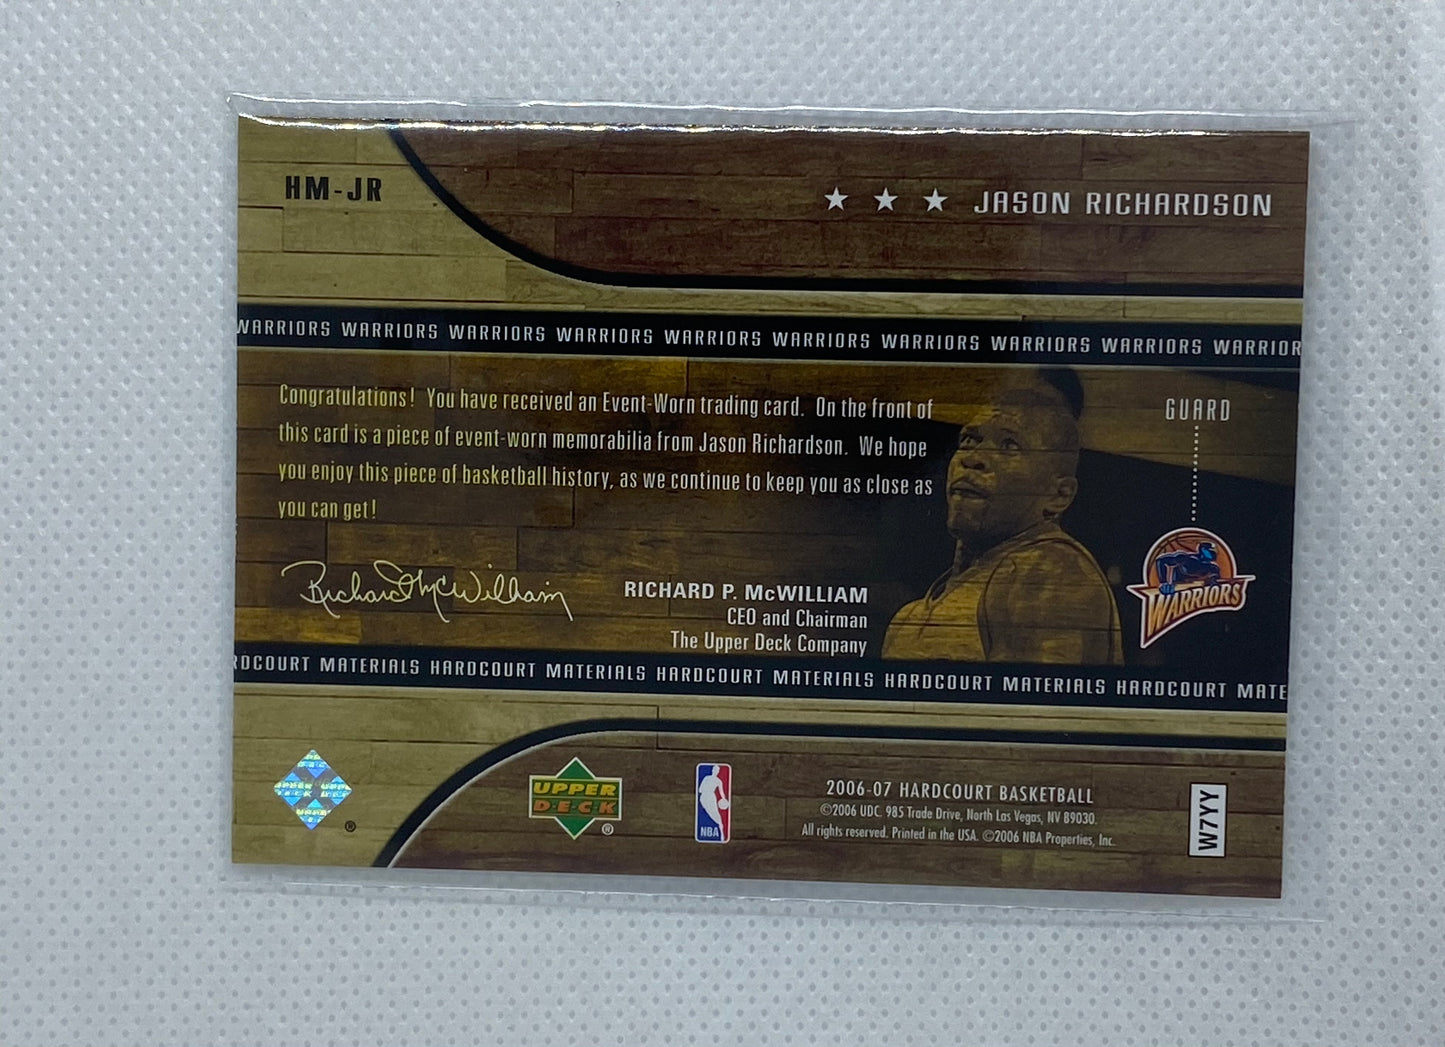 HM-JR
★ ★ ★ JASON RICHARDSON
WARRIORS WARRIORS WARRIORS WARRIORS WARRIORS WARRIORS WARRIORS WARRIORS WARRIORS WARRIOR
Congratulations! You have received an Event-Worn trading card. On the front of
this card is a piece of event-worn memorabilia from Jason Richardson. We hope
you enjoy this piece of basketball history, as we continue to keep you as close as
you can get!
GUARD
WARRIORS
Richard McWilliam
RICHARD P. McWILLIAM
CEO and Chairman
The Upper Deck Company
RDCOURT MATERIALS HARDCOURT MATERIALS HARDCOURT MATERIALS HARDCOURT MATERIALS HARDCOURT MATE
UPPER
DECK
®
®
NBA
2006-07 HARDCOURT BASKETBALL
©2006 UDC. 985 Trade Drive, North Las Vegas, NV 89030.
All rights reserved. Printed in the USA. ©2006 NBA Properties, Inc.
W7YY